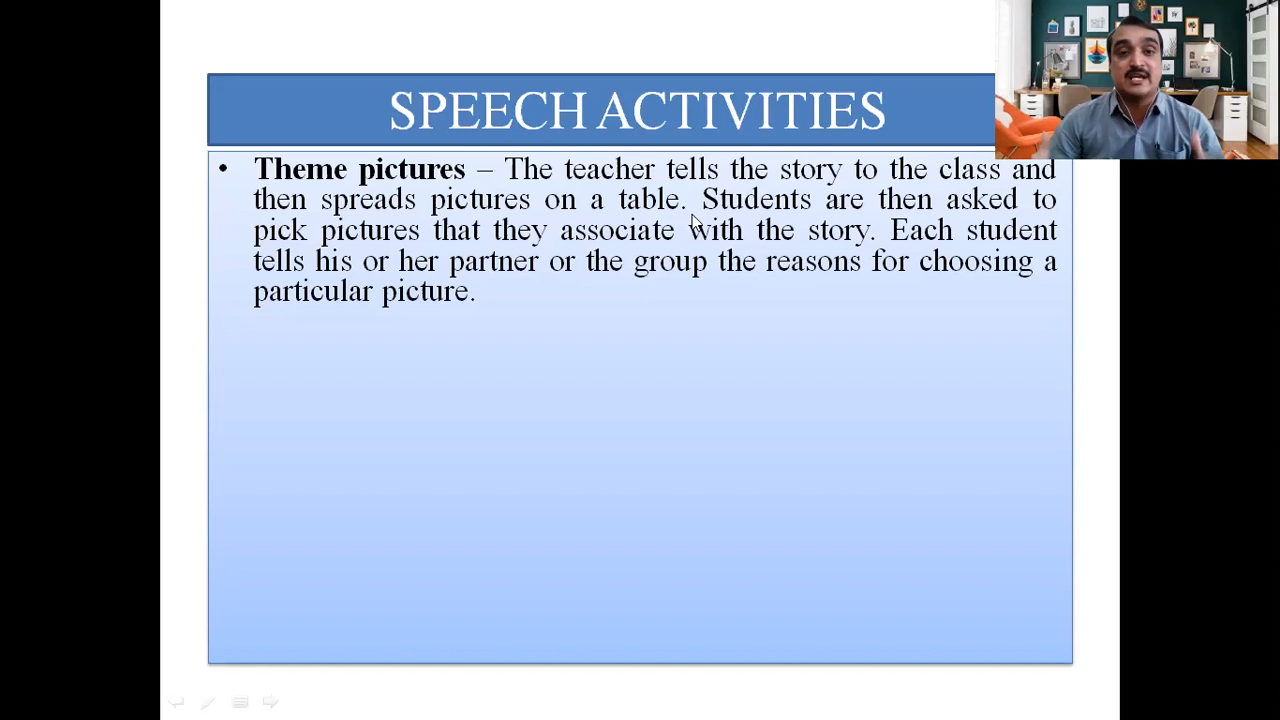 SPEECH ACTIVITIES
• Theme pictures – The teacher tells the story to the class and
then spreads pictures on a table. Students are then asked to
pick pictures that they associate with the story. Each student
tells his or her partner or the group the reasons for choosing a
particular picture.